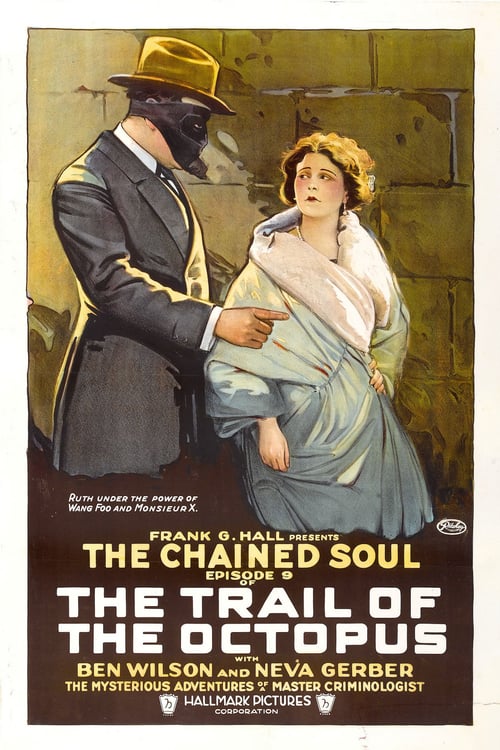 RUTH UNDER THE POWER OF
WANG FOO AND MONSIEUR X.
Ritchey
FRANK G. HALL PRESENTS
THE CHAINED SOUL
EPISODE 9
OF
THE TRAIL OF
THE OCTOPUS
WITH
BEN WILSON AND NEVA GERBER
THE MYSTERIOUS ADVENTURES OF A MASTER CRIMINOLOGIST
HALLMARK PICTURES
CORPORATION